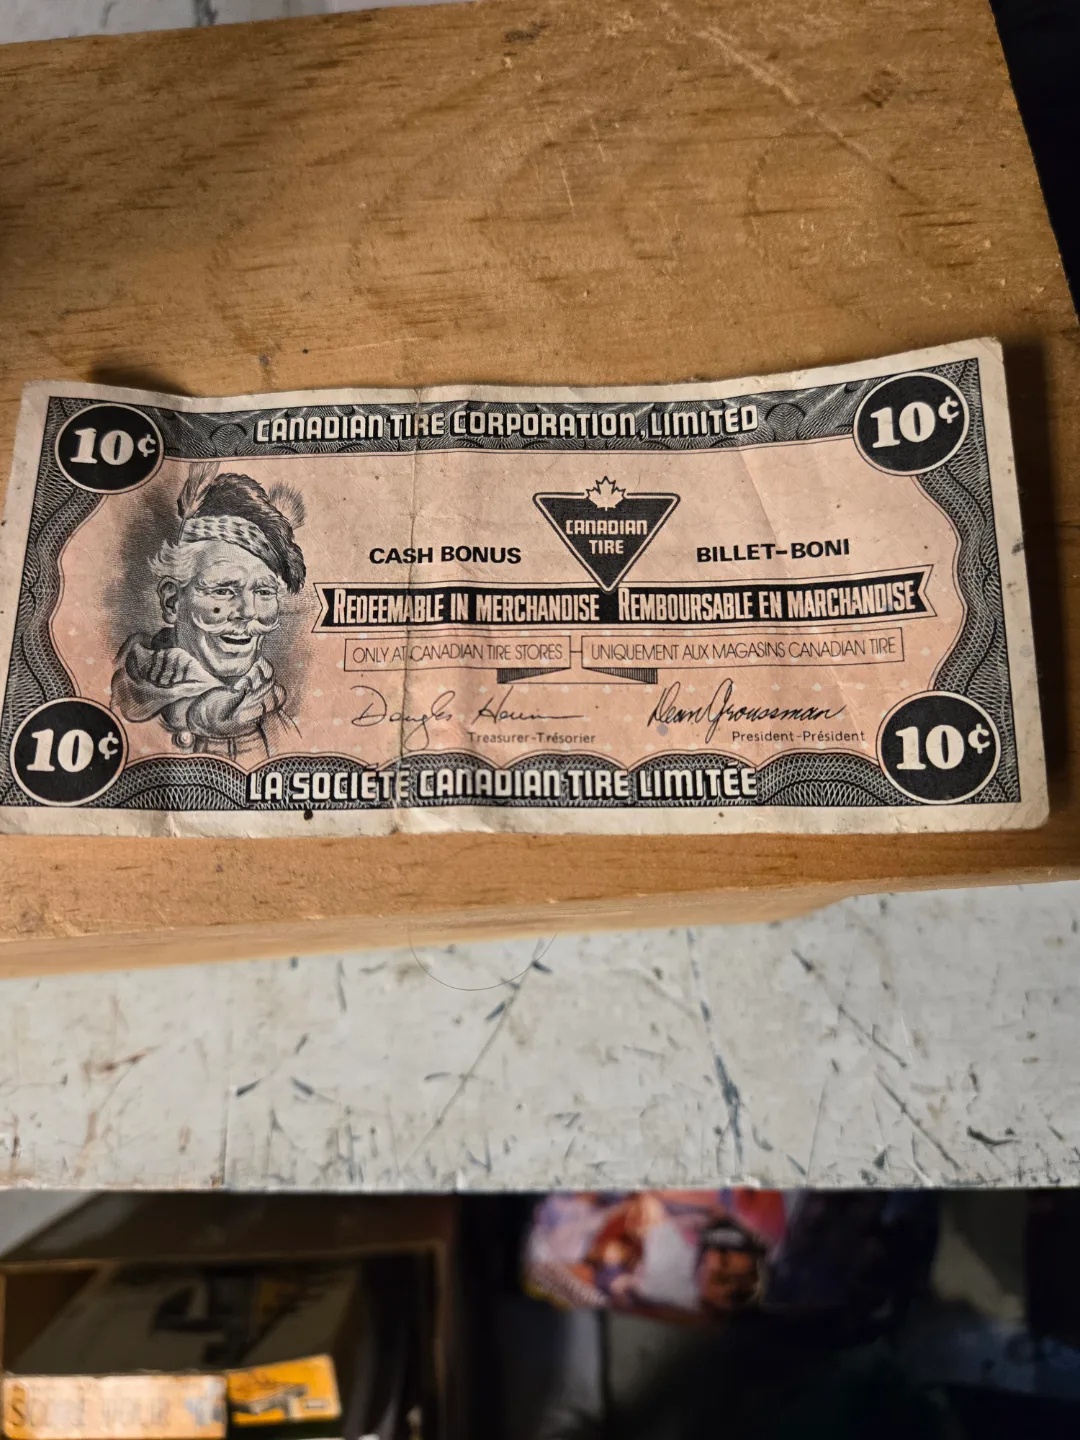 10¢ CANADIAN TIRE CORPORATION, LIMITED 10¢
CANADIAN
TIRE
CASH BONUS BILLET-BONI
REDEEMABLE IN MERCHANDISE REMBOURSABLE EN MARCHANDISE
ONLY AT CANADIAN TIRE STORES UNIQUEMENT AUX MAGASINS CANADIAN TIRE
Dean Groussman
Treasurer-Trésorier President-Président
10¢ LA SOCIÉTÉ CANADIAN TIRE LIMITÉE 10¢